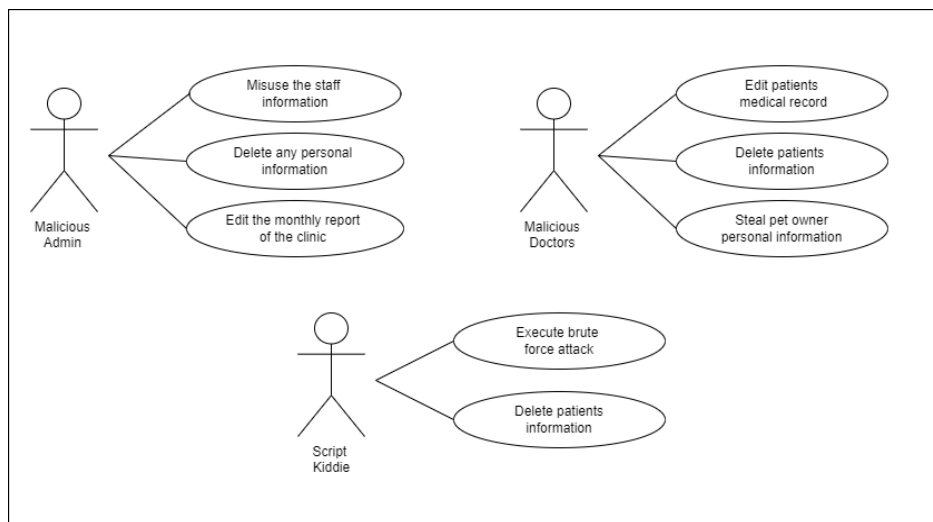 Misuse the staff
information
Delete any personal
information
Edit the monthly report
of the clinic
Malicious
Admin
Edit patients
medical record
Delete patients
information
Steal pet owner
personal information
Malicious
Doctors
Execute brute
force attack
Delete patients
information
Script
Kiddie